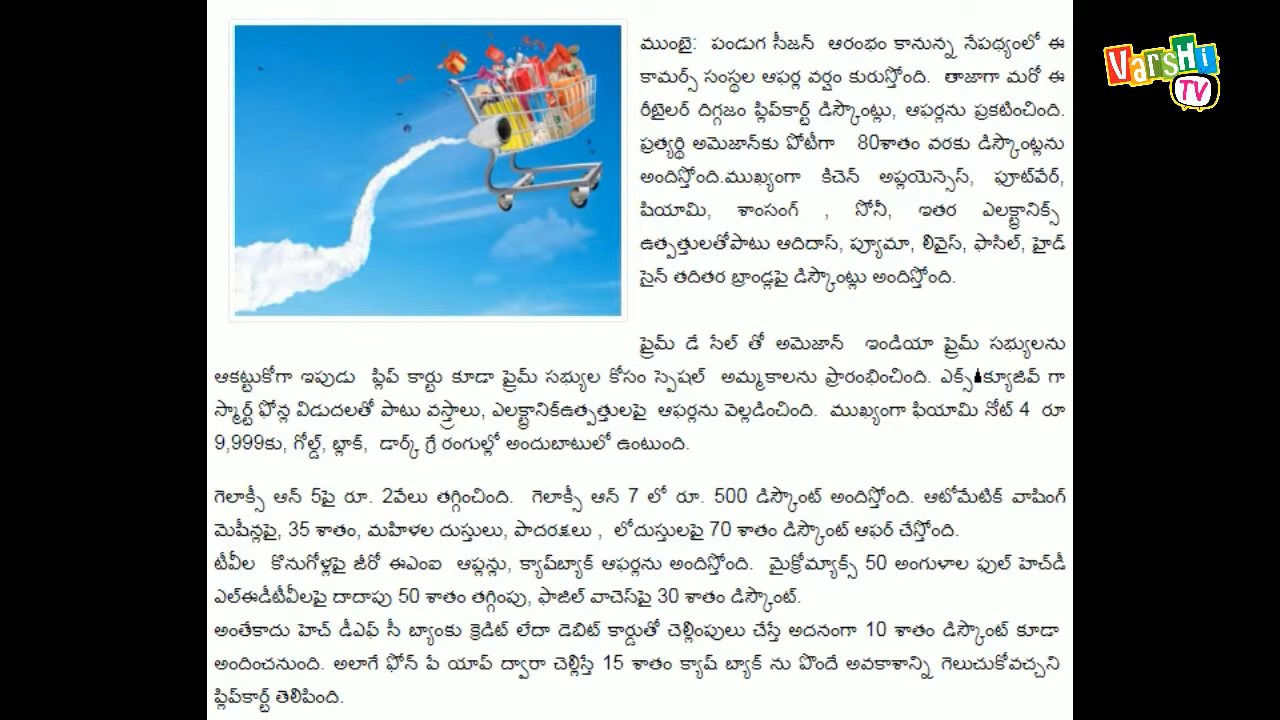 ముంబై: పండుగ సీజన్ ఆరంభం కానున్న నేపధ్యంలో ఈ
కామర్స్ సంస్థల ఆఫర్ల వర్షం కురుస్తోంది. తాజాగా మరో ఈ
రీటైలర్ దిగ్గజం ఫ్లిప్‌కార్ట్ డిస్కౌంట్లు, ఆఫర్లను ప్రకటించింది.
ప్రత్యర్థి అమెజాన్‌కు పోటీగా 80శాతం వరకు డిస్కౌంట్లను
అందిస్తోంది.ముఖ్యంగా కిచెన్ అప్లయెన్సెస్, ఫూట్‌వేర్,
షియామి, శాంసంగ్ , సోనీ, ఇతర ఎలక్ట్రానిక్స్
ఉత్పత్తులతోపాటు ఆదిదాస్, ప్యూమా, లీవైస్, ఫాసిల్, హైడ్
సైన్ తదితర బ్రాండ్లపై డిస్కౌంట్లు అందిస్తోంది.
ప్రైమ్ డే సేల్ తో అమెజాన్ ఇండియా ప్రైమ్ సభ్యులను
ఆకట్టుకోగా ఇపుడు ఫ్లిప్ కార్టు కూడా ప్రైమ్ సభ్యుల కోసం స్పెషల్ అమ్మకాలను ప్రారంభించింది. ఎక్స్‌క్యూజివ్ గా
స్మార్ట్ ఫోన్ల విడుదలతో పాటు వస్త్రాలు, ఎలక్ట్రానిక్‌ఉత్పత్తులపై ఆఫర్లను వెల్లడించింది. ముఖ్యంగా ఫియామి నోట్ 4 రూ
9,999కు, గోల్డ్, బ్లాక్, డార్క్ గ్రే రంగుల్లో అందుబాటులో ఉంటుంది.
గెలాక్సీ ఆన్ 5పై రూ. 2వేలు తగ్గించింది. గెలాక్సీ ఆన్ 7 లో రూ. 500 డిస్కౌంట్ అందిస్తోంది. ఆటోమేటిక్ వాషింగ్
మెషీన్లపై, 35 శాతం, మహిళల దుస్తులు, పాదరక్షలు , లోదుస్తులపై 70 శాతం డిస్కౌంట్ ఆఫర్ చేస్తోంది.
టీవీల కొనుగోళ్లపై జీరో ఈఎంఐ ఆప్లన్లు, క్యాష్‌బ్యాక్ ఆఫర్లను అందిస్తోంది. మైక్రోమ్యాక్స్ 50 అంగుళాల ఫుల్ హెచ్‌డీ
ఎల్ఈడీటీవీలపై దాదాపు 50 శాతం తగ్గింపు, ఫాజిల్ వాచెస్‌పై 30 శాతం డిస్కౌంట్.
అంతేకాదు హెచ్ డీఎఫ్ సీ బ్యాంకు క్రెడిట్ లేదా డెబిట్ కార్డుతో చెల్లింపులు చేస్తే అదనంగా 10 శాతం డిస్కౌంట్ కూడా
అందించనుంది. అలాగే ఫోన్ పే యాప్ ద్వారా చెల్లిస్తే 15 శాతం క్యాష్ బ్యాక్ ను పొందే అవకాశాన్ని గెలుచుకోవచ్చని
ఫ్లిప్‌కార్ట్ తెలిపింది.
VarsHi
TV